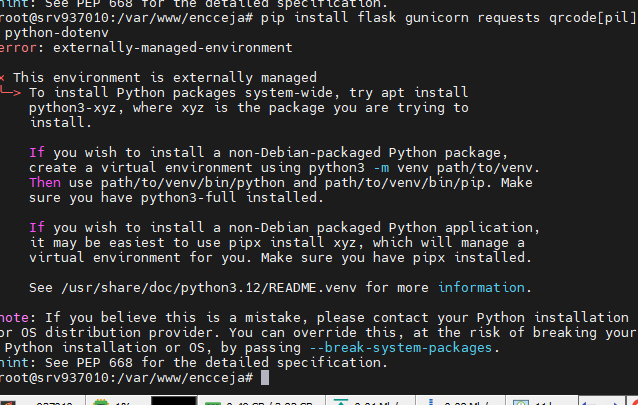 hint: See PEP 668 for the detailed specification.
root@srv937010:/var/www/encceja# pip install flask gunicorn requests qrcode[pil]
python-dotenv
error: externally-managed-environment
× This environment is externally managed
╰─> To install Python packages system-wide, try apt install
python3-xyz, where xyz is the package you are trying to
install.
If you wish to install a non-Debian-packaged Python package,
create a virtual environment using python3 -m venv path/to/venv.
Then use path/to/venv/bin/python and path/to/venv/bin/pip. Make
sure you have python3-full installed.
If you wish to install a non-Debian packaged Python application,
it may be easiest to use pipx install xyz, which will manage a
virtual environment for you. Make sure you have pipx installed.
See /usr/share/doc/python3.12/README.venv for more information.
note: If you believe this is a mistake, please contact your Python installation
or OS distribution provider. You can override this, at the risk of breaking your
Python installation or OS, by passing --break-system-packages.
hint: See PEP 668 for the detailed specification.
root@srv937010:/var/www/encceja#